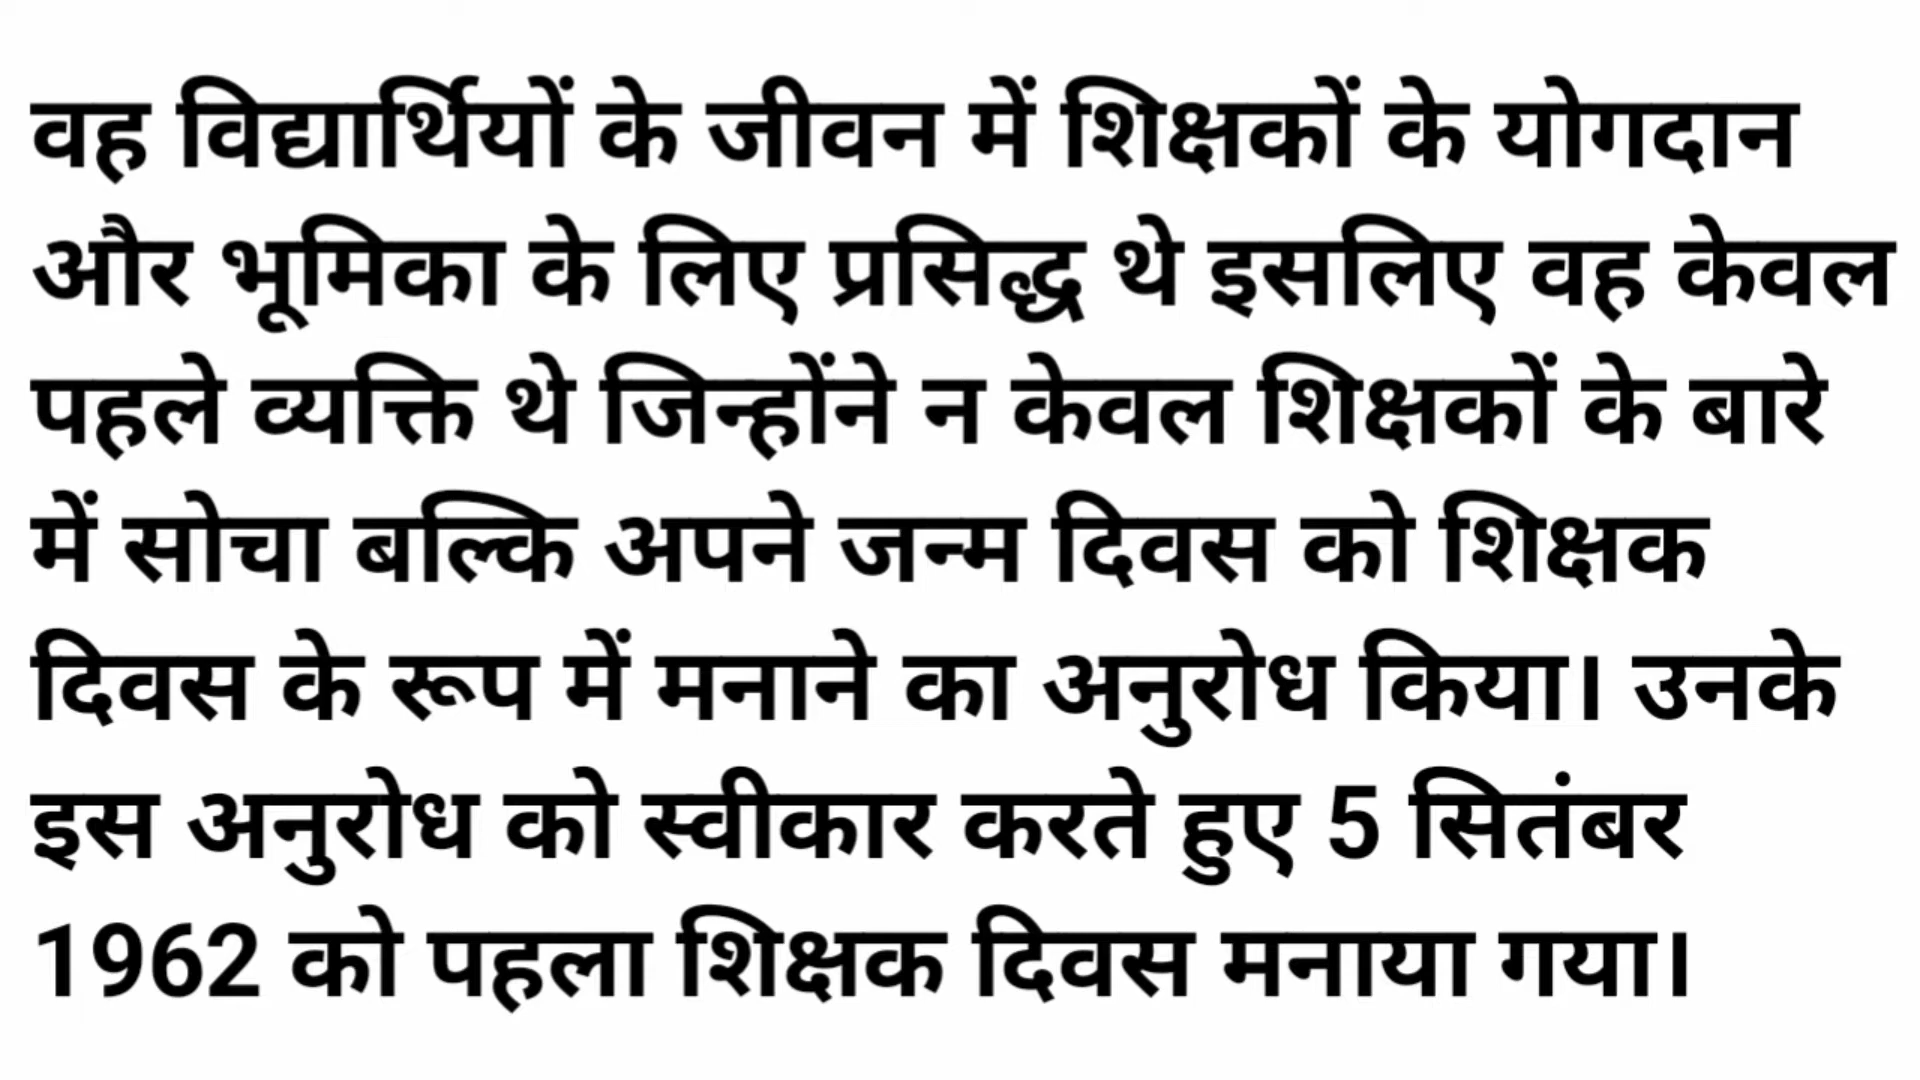 वह विद्यार्थियों के जीवन में शिक्षकों के योगदान
और भूमिका के लिए प्रसिद्ध थे इसलिए वह केवल
पहले व्यक्ति थे जिन्होंने न केवल शिक्षकों के बारे
में सोचा बल्कि अपने जन्म दिवस को शिक्षक
दिवस के रूप में मनाने का अनुरोध किया। उनके
इस अनुरोध को स्वीकार करते हुए 5 सितंबर
1962 को पहला शिक्षक दिवस मनाया गया।